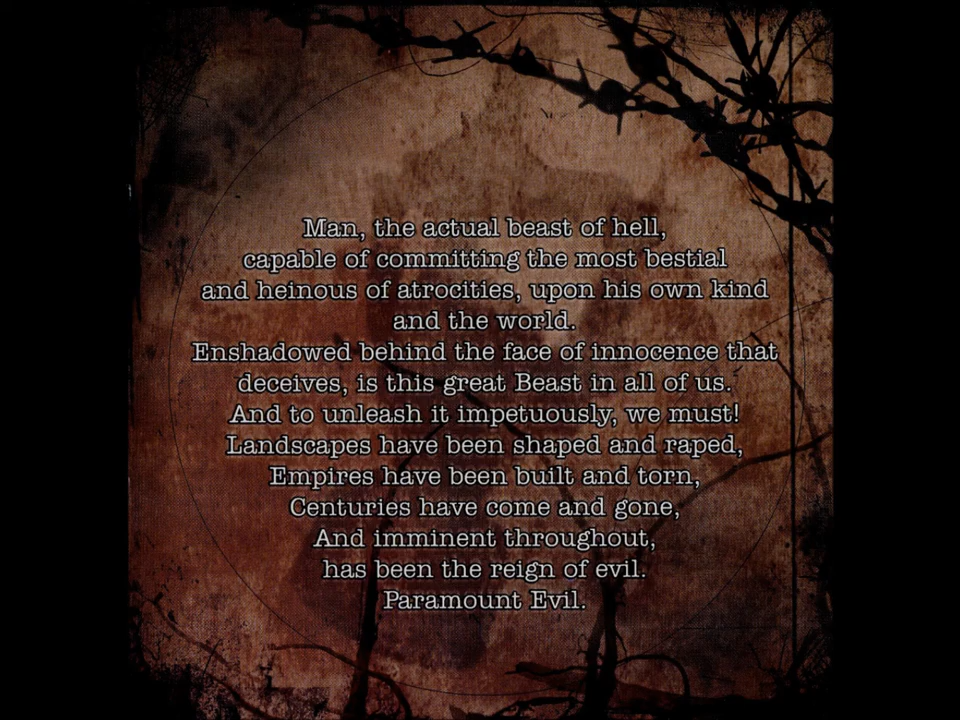 Man, the actual beast of hell,
capable of committing the most bestial
and heinous of atrocities, upon his own kind
and the world.
Enshadowed behind the face of innocence that
deceives, is this great Beast in all of us.
And to unleash it impetuously, we must!
Landscapes have been shaped and raped,
Empires have been built and torn,
Centuries have come and gone,
And imminent throughout,
has been the reign of evil.
Paramount Evil.